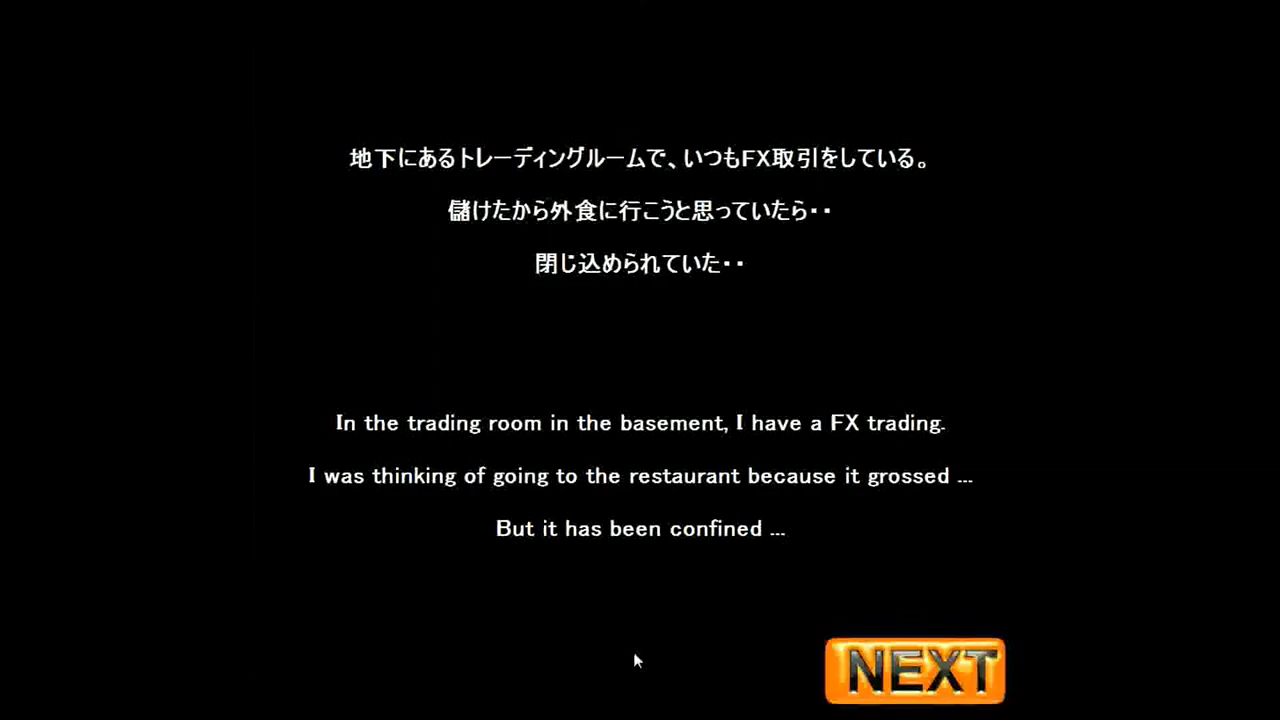 地下にあるトレーディングルームで、いつもFX取引をしている。
儲けたから外食に行こうと思っていたら・・
閉じ込められていた・・
In the trading room in the basement, I have a FX trading.
I was thinking of going to the restaurant because it grossed ...
But it has been confined ...
NEXT